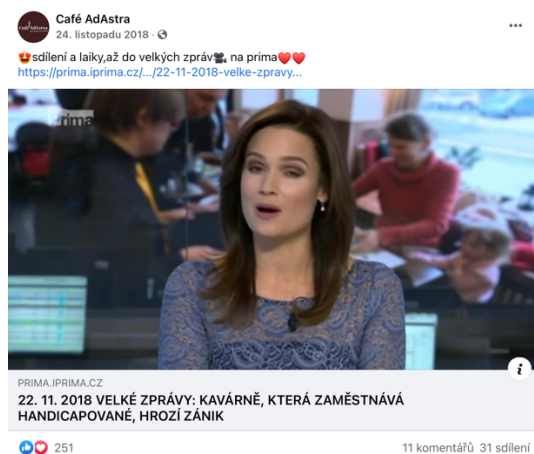 Café AdAstra
24. listopadu 2018 ·
🤩sdílení a laiky,až do velkých zpráv🎥 na prima❤️❤️
https://prima.iprima.cz/.../22-11-2018-velke-zpravy...
Prima
i
PRIMA.IPRIMA.CZ
22. 11. 2018 VELKÉ ZPRÁVY: KAVÁRNĚ, KTERÁ ZAMĚSTNÁVÁ
HANDICAPOVANÉ, HROZÍ ZÁNIK
251
11 komentářů 31 sdílení